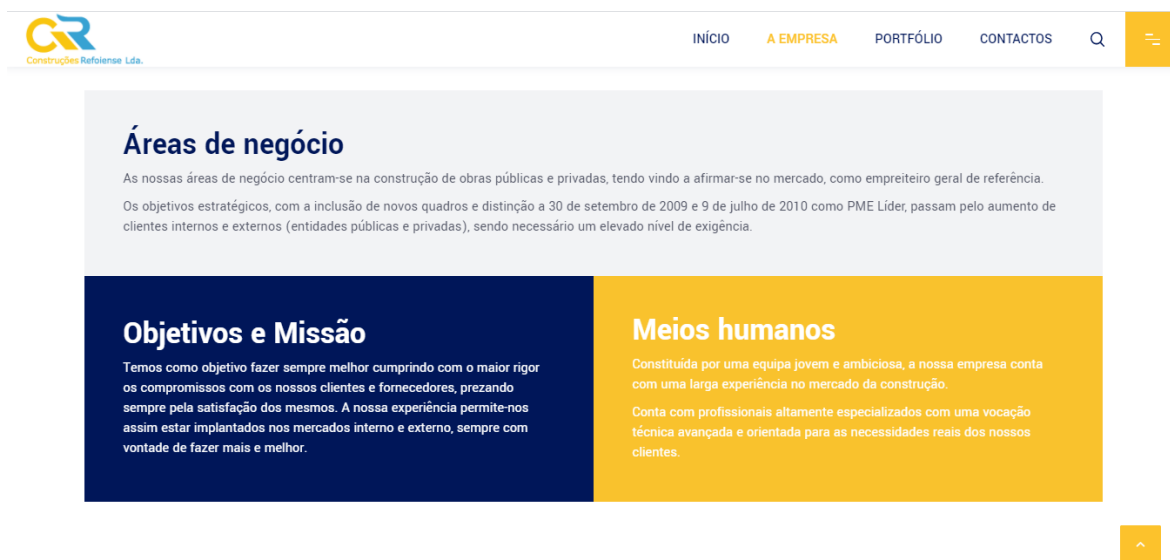 CR
Construções Refoiense Lda.
INÍCIO A EMPRESA PORTFÓLIO CONTACTOS
Áreas de negócio
As nossas áreas de negócio centram-se na construção de obras públicas e privadas, tendo vindo a afirmar-se no mercado, como empreiteiro geral de referência.
Os objetivos estratégicos, com a inclusão de novos quadros e distinção a 30 de setembro de 2009 e 9 de julho de 2010 como PME Líder, passam pelo aumento de
clientes internos e externos (entidades públicas e privadas), sendo necessário um elevado nível de exigência.
Objetivos e Missão
Temos como objetivo fazer sempre melhor cumprindo com o maior rigor
os compromissos com os nossos clientes e fornecedores, prezando
sempre pela satisfação dos mesmos. A nossa experiência permite-nos
assim estar implantados nos mercados interno e externo, sempre com
vontade de fazer mais e melhor.
Meios humanos
Constituída por uma equipa jovem e ambiciosa, a nossa empresa conta
com uma larga experiência no mercado da construção.
Conta com profissionais altamente especializados com uma vocação
técnica avançada e orientada para as necessidades reais dos nossos
clientes.